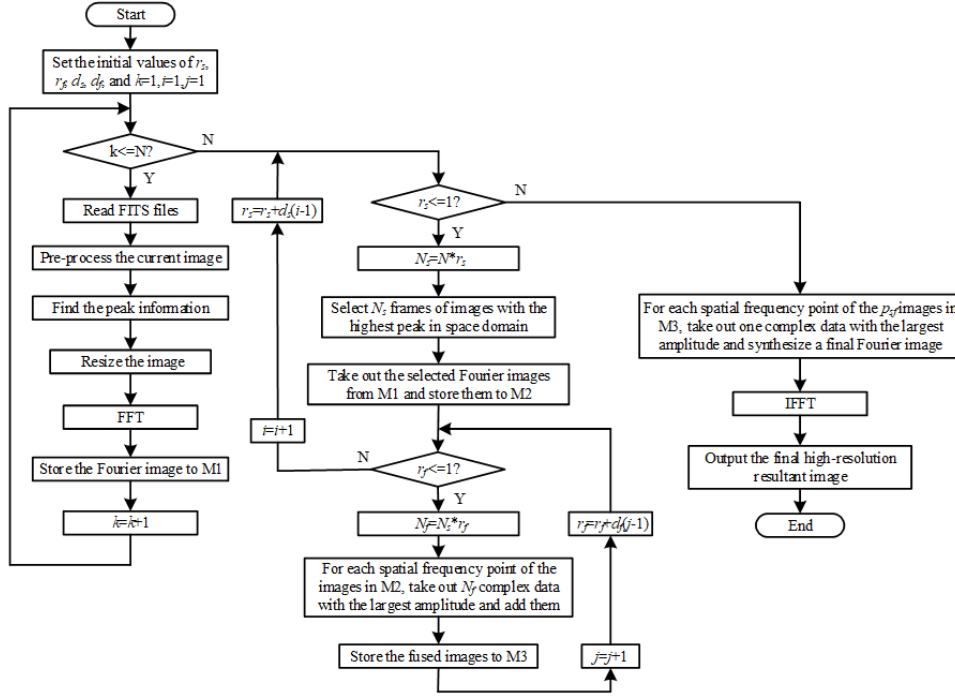 Start
Set the initial values of rs,
rf, ds, df, and k=1,i=1,j=1
k<=N?
N
Y
Read FITS files
Pre-process the current image
Find the peak information
Resize the image
FFT
Store the Fourier image to M1
k=k+1
rs=rs+ds(i-1)
i=i+1
rs<=1?
N
Y
Ns=N*rs
Select Ns frames of images with the
highest peak in space domain
Take out the selected Fourier images
from M1 and store them to M2
rf<=1?
N
Y
Nf=Ns*rf
For each spatial frequency point of the
images in M2, take out Nf complex data
with the largest amplitude and add them
Store the fused images to M3
rf=rf+df(j-1)
j=j+1
For each spatial frequency point of the psf images in
M3, take out one complex data with the largest
amplitude and synthesize a final Fourier image
IFFT
Output the final high-resolution
resultant image
End